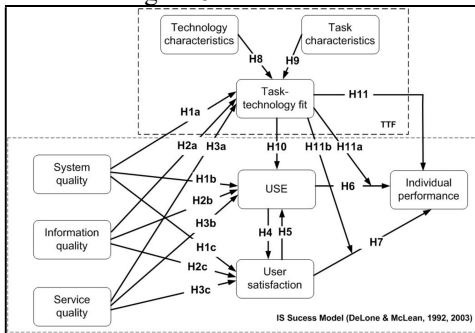 Technology
characteristics
Task
characteristics
H8
H9
Task-
technology fit
H11
TTF
H1a
H2a
H3a
H10
H11b
H11a
System
quality
H1b
USE
H6
Individual
performance
H2b
Information
quality
H3b
H1c
H4
H5
H2c
H7
User
satisfaction
Service
quality
H3c
IS Sucess Model (DeLone & McLean, 1992, 2003)